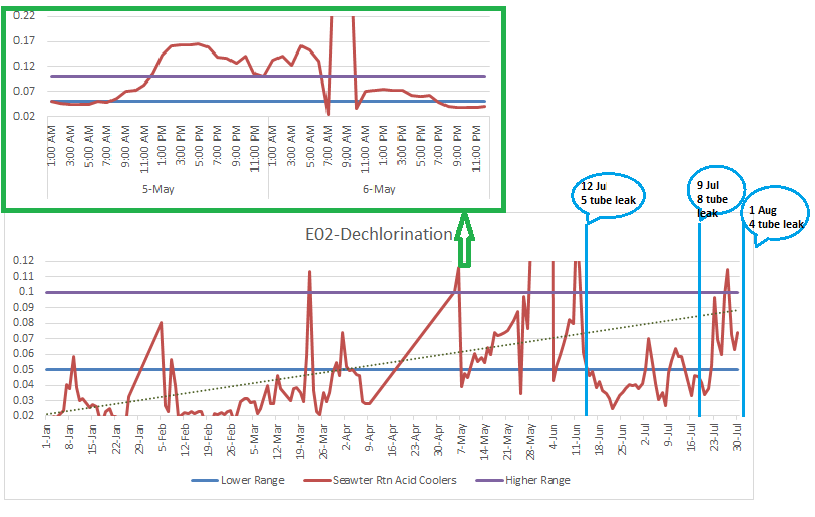 0.22
0.17
0.12
0.07
0.02
1:00 AM
3:00 AM
5:00 AM
7:00 AM
9:00 AM
11:00 AM
1:00 PM
3:00 PM
5:00 PM
7:00 PM
9:00 PM
11:00 PM
1:00 AM
3:00 AM
5:00 AM
7:00 AM
9:00 AM
11:00 AM
1:00 PM
3:00 PM
5:00 PM
7:00 PM
9:00 PM
11:00 PM
5-May
6-May
12 Jul
5 tube leak
9 Jul
8 tube
leak
1 Aug
4 tube leak
E02-Dechlorination
0.12
0.11
0.1
0.09
0.08
0.07
0.06
0.05
0.04
0.03
0.02
1-Jan
8-Jan
15-Jan
22-Jan
29-Jan
5-Feb
12-Feb
19-Feb
26-Feb
5-Mar
12-Mar
19-Mar
26-Mar
2-Apr
9-Apr
16-Apr
23-Apr
30-Apr
7-May
14-May
21-May
28-May
4-Jun
11-Jun
18-Jun
25-Jun
2-Jul
9-Jul
16-Jul
23-Jul
30-Jul
Lower Range
Seawter Rtn Acid Coolers
Higher Range